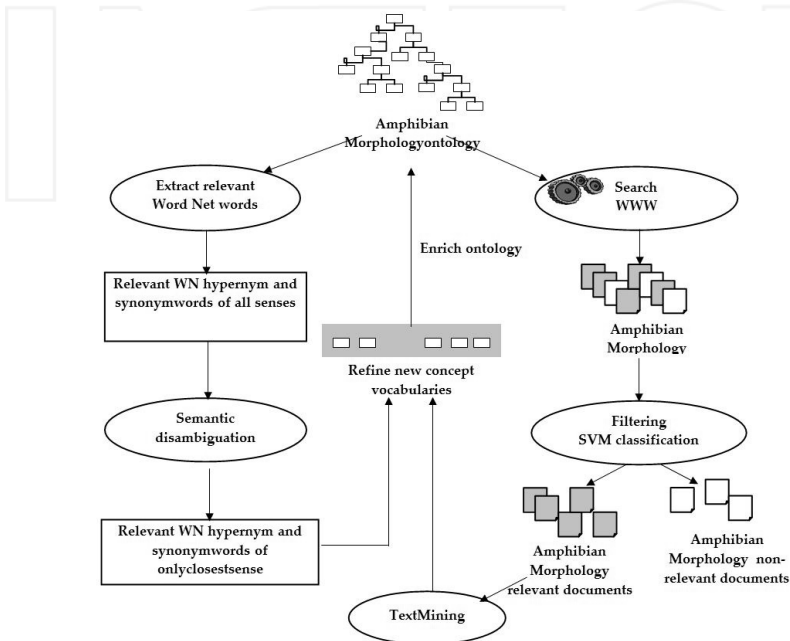 Amphibian
Morphologyontology
Extract relevant
Word Net words
Search
WWW
Enrich ontology
Relevant WN hypernym and
synonymwords of all senses
Amphibian
Morphology
Refine new concept
vocabularies
Semantic
disambiguation
Filtering
SVM classification
Relevant WN hypernym and
synonymwords of
onlyclosestsense
Amphibian
Morphology
relevant documents
Amphibian
Morphology non-
relevant documents
TextMining